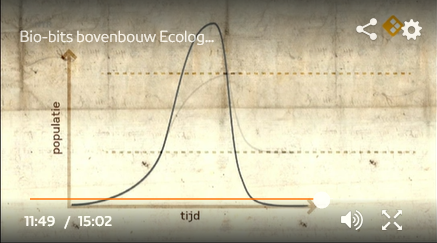 Bio-bits bovenbouw Ecolog...
populatie
11:49 / 15:02
tijd